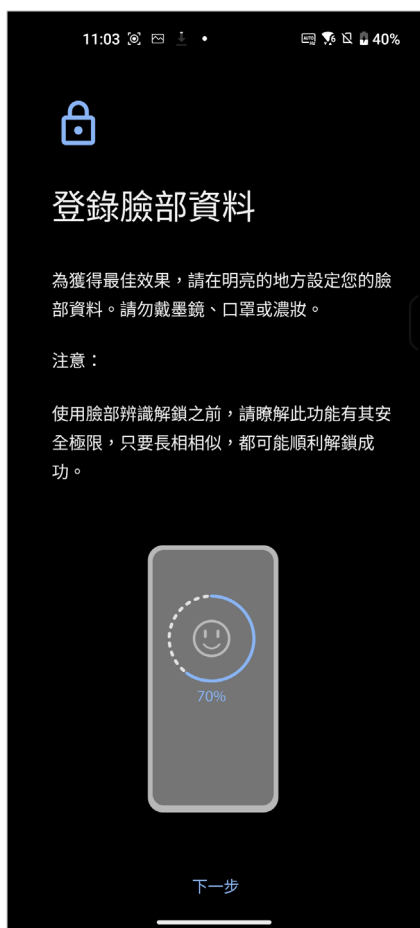 11:03 40%
登錄臉部資料
為獲得最佳效果，請在明亮的地方設定您的臉
部資料。請勿戴墨鏡、口罩或濃妝。
注意：
使用臉部辨識解鎖之前，請瞭解此功能有其安
全極限，只要長相相似，都可能順利解鎖成
功。
70%
下一步